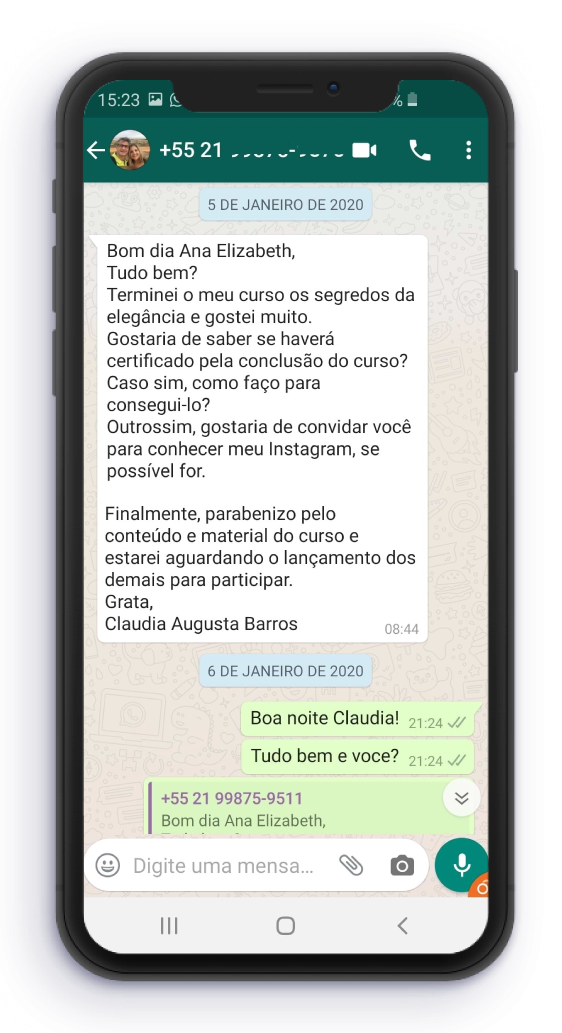 15:23
%
+55 21
5 DE JANEIRO DE 2020
Bom dia Ana Elizabeth,
Tudo bem?
Terminei o meu curso os segredos da
elegância e gostei muito.
Gostaria de saber se haverá
certificado pela conclusão do curso?
Caso sim, como faço para
consegui-lo?
Outrossim, gostaria de convidar você
para conhecer meu Instagram, se
possível for.
Finalmente, parabenizo pelo
conteúdo e material do curso e
estarei aguardando o lançamento dos
demais para participar.
Grata,
Claudia Augusta Barros
08:44
6 DE JANEIRO DE 2020
Boa noite Claudia! 21:24
Tudo bem e voce? 21:24
+55 21 99875-9511
Bom dia Ana Elizabeth,
Digite uma mensa...